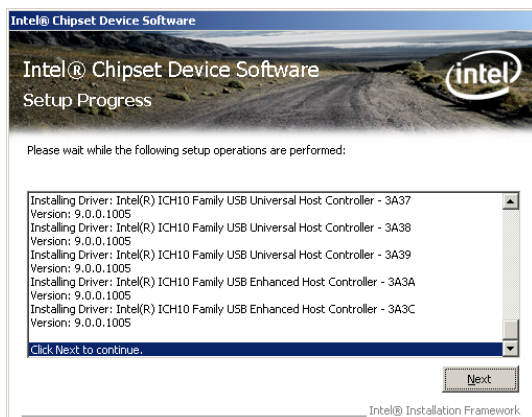 Intel® Chipset Device Software
Intel® Chipset Device Software
intel
Setup Progress
Please wait while the following setup operations are performed:
Installing Driver: Intel(R) ICH10 Family USB Universal Host Controller - 3A37
Version: 9.0.0.1005
Installing Driver: Intel(R) ICH10 Family USB Universal Host Controller - 3A38
Version: 9.0.0.1005
Installing Driver: Intel(R) ICH10 Family USB Universal Host Controller - 3A39
Version: 9.0.0.1005
Installing Driver: Intel(R) ICH10 Family USB Enhanced Host Controller - 3A3A
Version: 9.0.0.1005
Installing Driver: Intel(R) ICH10 Family USB Enhanced Host Controller - 3A3C
Version: 9.0.0.1005
Click Next to continue.
Next
Intel® Installation Framework